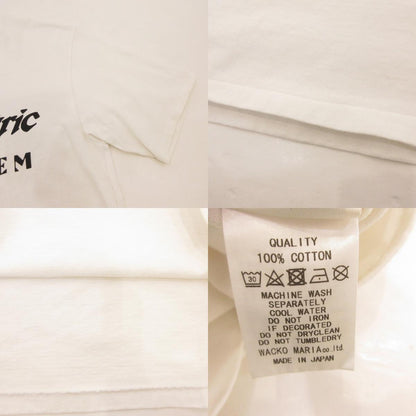 ric
EM
QUALITY
100% COTTON
30
MACHINE WASH
SEPARATELY
COOL WATER
DO NOT IRON
IF DECORATED
DO NOT DRYCLEAN
DO NOT TUMBLEDRY
WACKO MARIA co.ltd.
MADE IN JAPAN